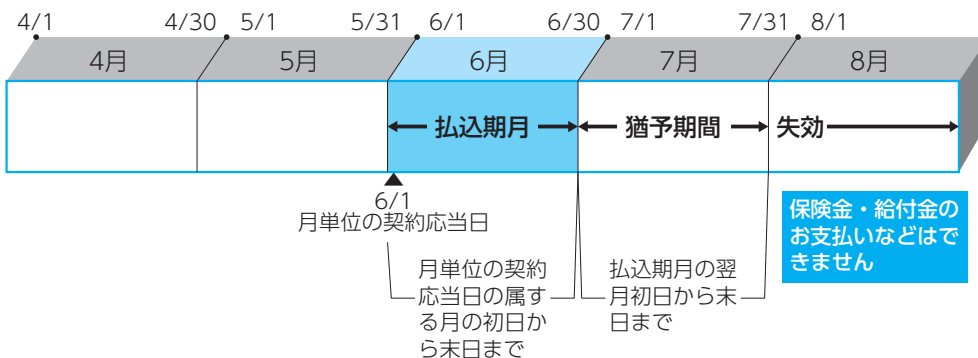 4/1 4/30 5/1 5/31 6/1 6/30 7/1 7/31 8/1
4月 5月 6月 7月 8月
払込期月 猶予期間 失効
6/1
月単位の契約応当日
月単位の契約
応当日の属す
る月の初日か
ら末日まで
払込期月の翌
月初日から末
日まで
保険金・給付金の
お支払いなどはで
きません